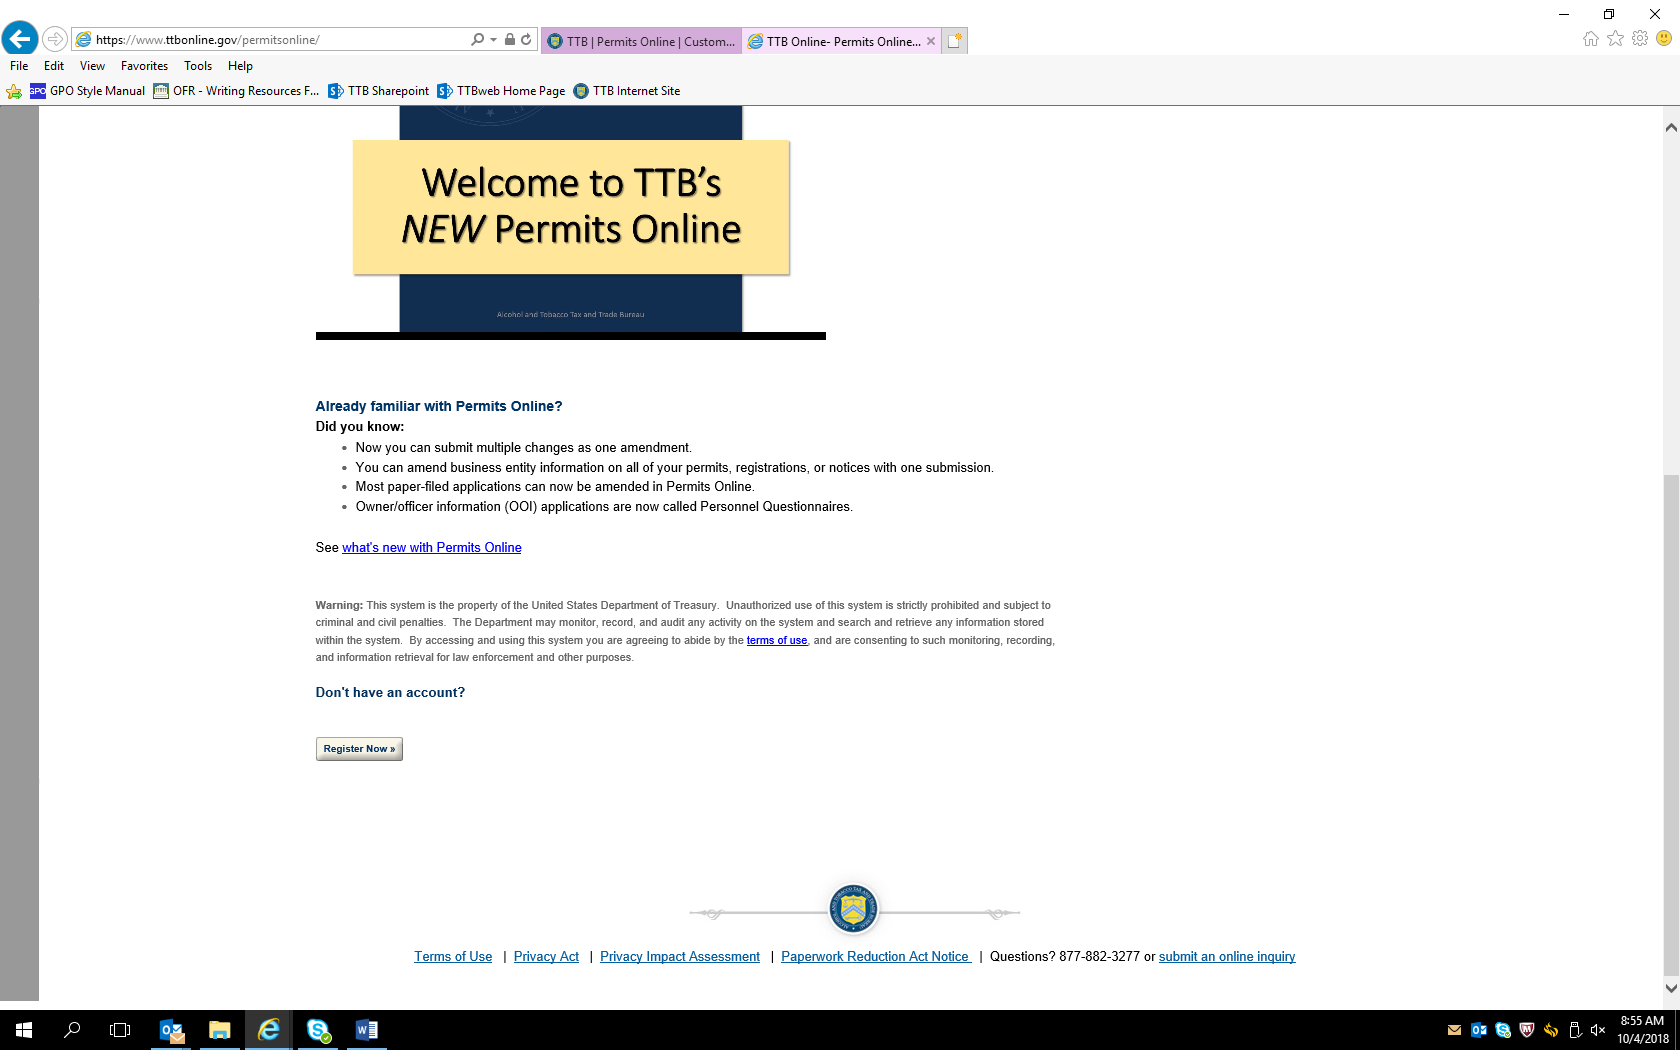 https://www.ttbonline.gov/permitsonline/
TTB | Permits Online | Custom...
TTB Online- Permits Online...
File Edit View Favorites Tools Help
GPO GPO Style Manual OFR - Writing Resources F... TTB Sharepoint TTBweb Home Page TTB Internet Site
Welcome to TTB's
NEW Permits Online
Alcohol and Tobacco Tax and Trade Bureau
Already familiar with Permits Online?
Did you know:
• Now you can submit multiple changes as one amendment.
• You can amend business entity information on all of your permits, registrations, or notices with one submission.
• Most paper-filed applications can now be amended in Permits Online.
• Owner/officer information (OOI) applications are now called Personnel Questionnaires.
See what's new with Permits Online
Warning: This system is the property of the United States Department of Treasury. Unauthorized use of this system is strictly prohibited and subject to
criminal and civil penalties. The Department may monitor, record, and audit any activity on the system and search and retrieve any information stored
within the system. By accessing and using this system you are agreeing to abide by the terms of use, and are consenting to such monitoring, recording,
and information retrieval for law enforcement and other purposes.
Don't have an account?
Register Now »
Terms of Use | Privacy Act | Privacy Impact Assessment | Paperwork Reduction Act Notice | Questions? 877-882-3277 or submit an online inquiry
8:55 AM
10/4/2018